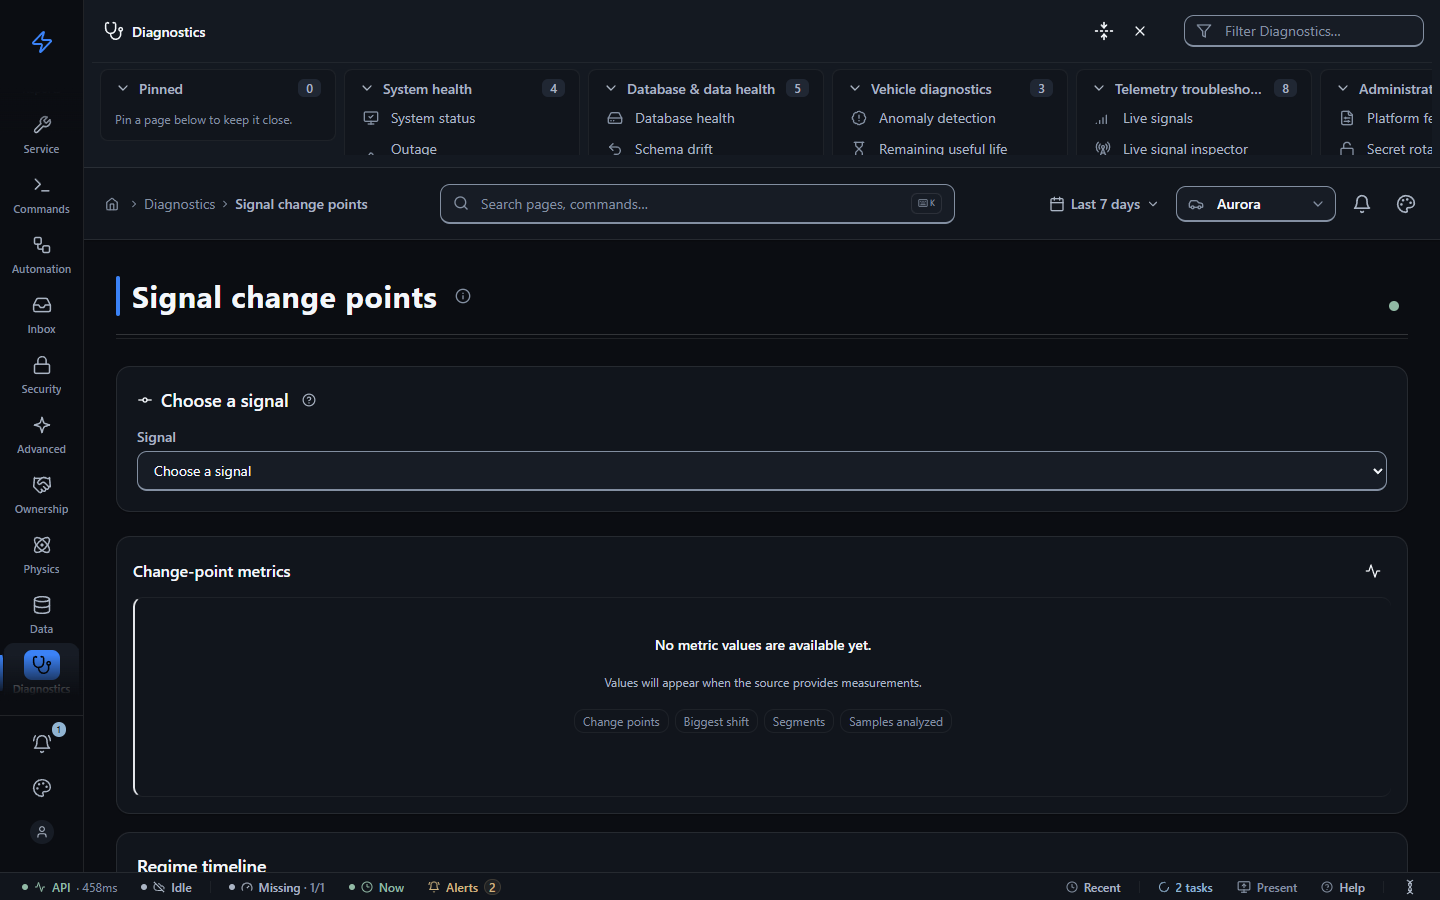 Diagnostics
Filter Diagnostics...
Pinned 0
Pin a page below to keep it close.
System health 4
System status
Outage
Database & data health 5
Database health
Schema drift
Vehicle diagnostics 3
Anomaly detection
Remaining useful life
Telemetry troublesho... 8
Live signals
Live signal inspector
Administrat
Platform fe
Secret rota
Service
Commands
Automation
Inbox
Security
Advanced
Ownership
Physics
Data
Diagnostics
1
Diagnostics
Signal change points
Search pages, commands...
K
Last 7 days
Aurora
Signal change points
Choose a signal
Signal
Choose a signal
Change-point metrics
No metric values are available yet.
Values will appear when the source provides measurements.
Change points
Biggest shift
Segments
Samples analyzed
Regime timeline
API · 458ms
Idle
Missing · 1/1
Now
Alerts 2
Recent
2 tasks
Present
Help